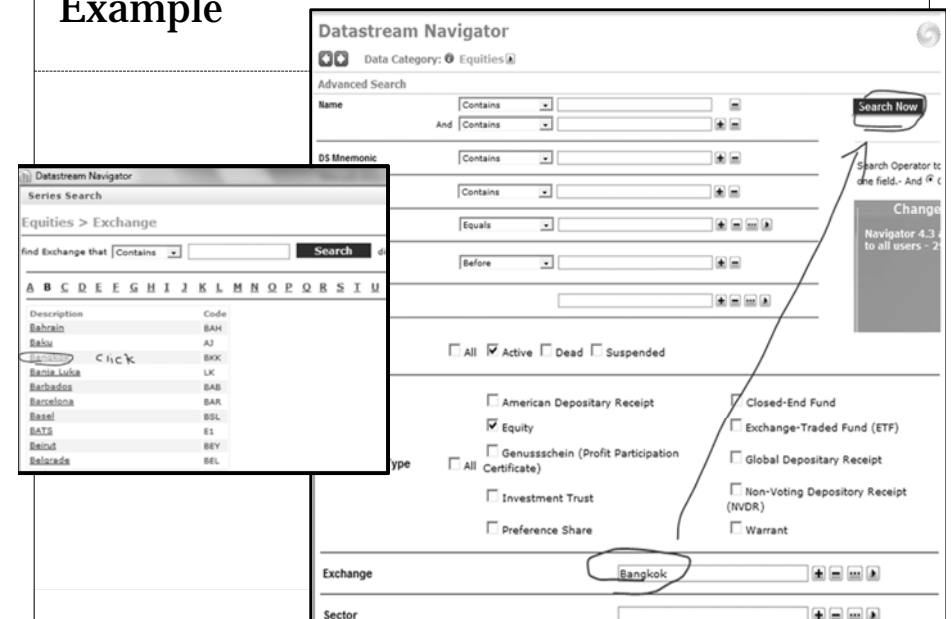 Example
Datastream Navigator
Data Category: Equities
Advanced Search
Name Contains
And Contains
Search Now
DS Mnemonic Contains
Search Operator to
one field.- And
Contains
Change
Equals
Navigator 4.3
to all users - 2
Before
All Active Dead Suspended
American Depositary Receipt Closed-End Fund
Equity Exchange-Traded Fund (ETF)
Genussschein (Profit Participation
Certificate)
ype All
Global Depositary Receipt
Investment Trust Non-Voting Depository Receipt
(NVDR)
Preference Share Warrant
Exchange Bangkok
Sector
Datastream Navigator
Series Search
Equities > Exchange
find Exchange that Contains Search
A B C D E F G H I J K L M N O P Q R S T U
Description Code
Bahrain BAH
Baku AJ
Bangkok Click BKK
Banja Luka LK
Barbados BAB
Barcelona BAR
Basel BSL
BATS E1
Beirut BEY
Belgrade BEL